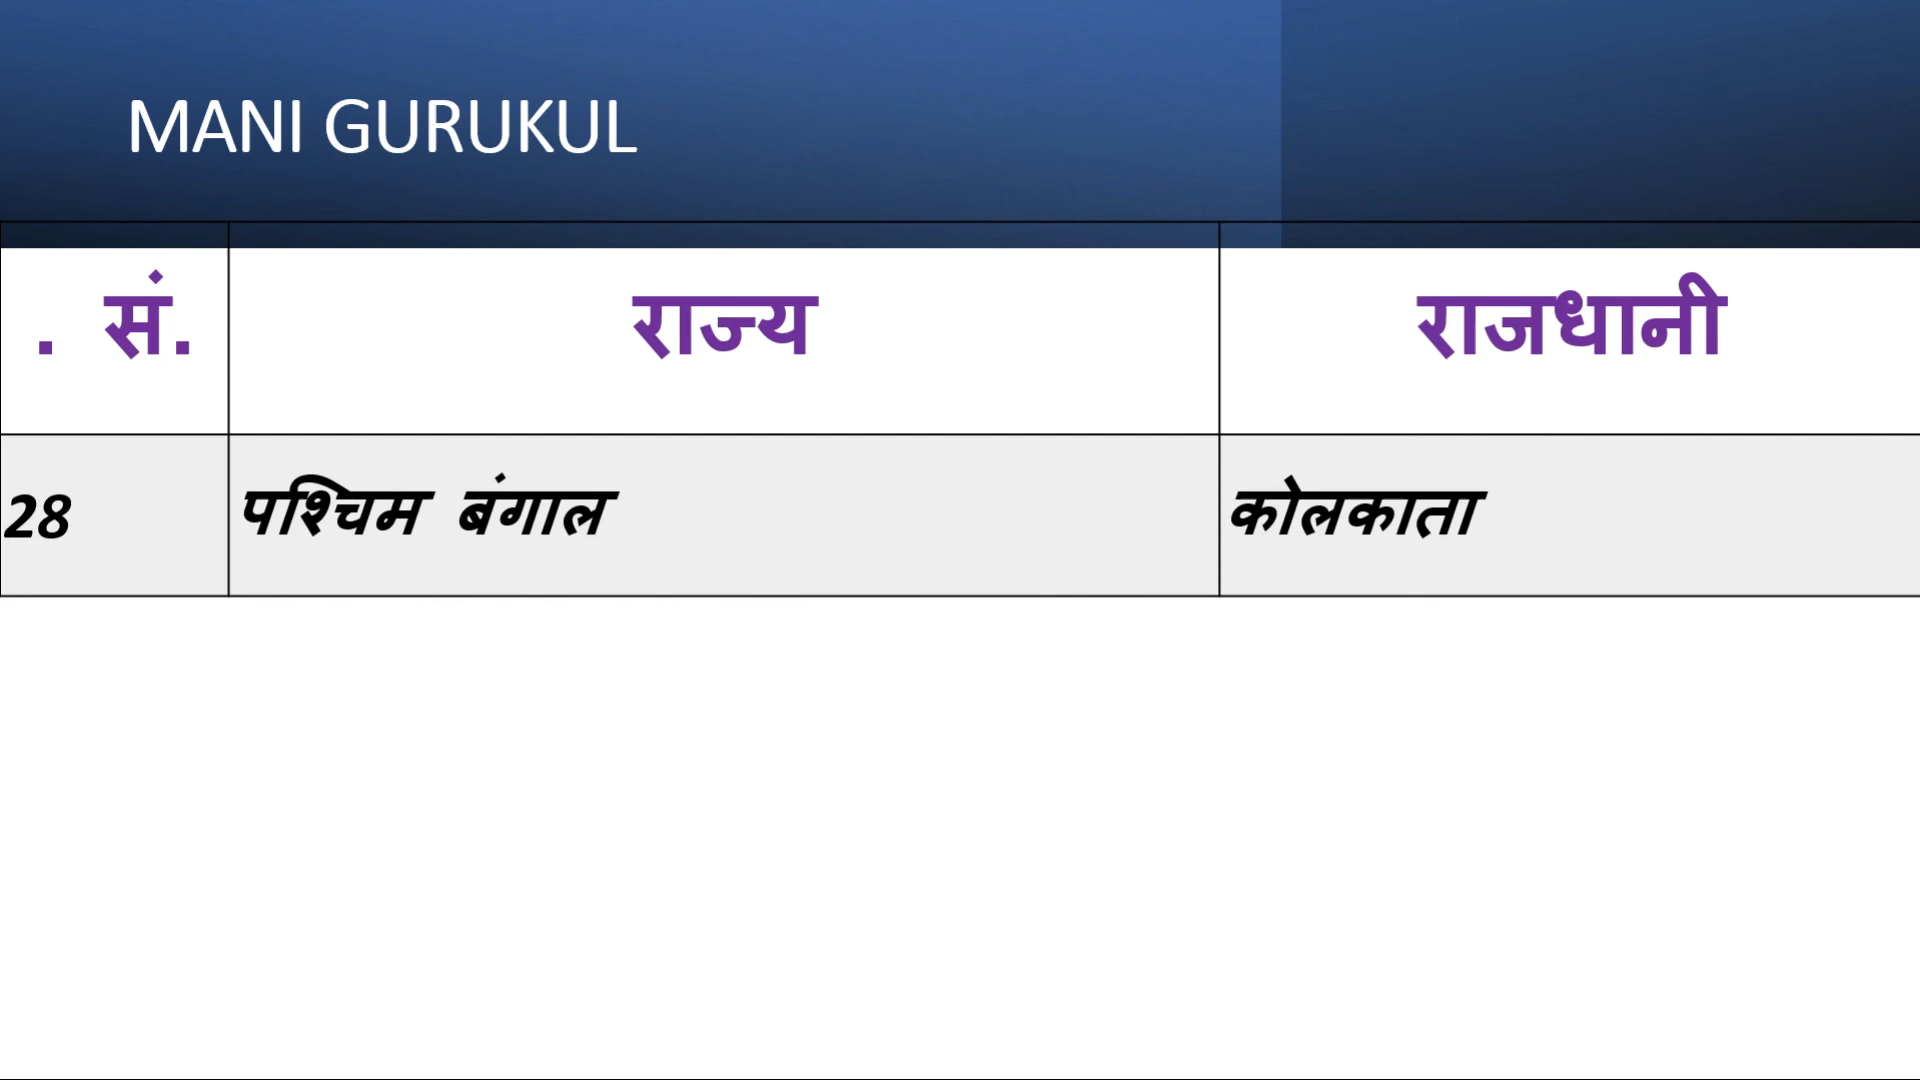 MANI GURUKUL
. सं. राज्य राजधानी
28 पश्चिम बंगाल कोलकाता